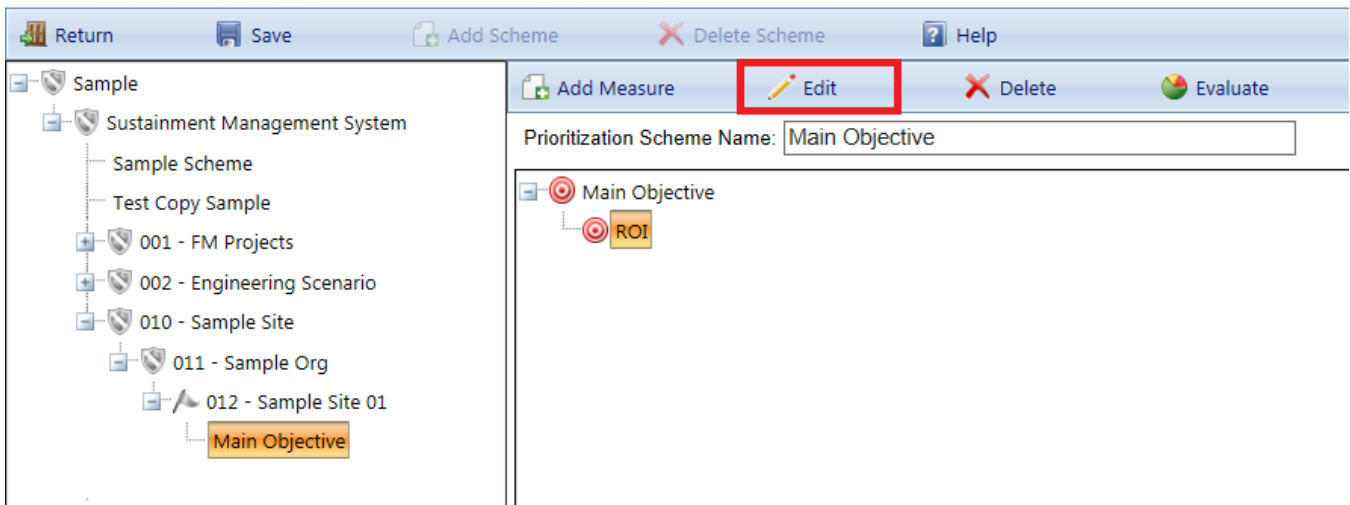 Return Save Add Scheme Delete Scheme Help
Sample
Sustainment Management System
Sample Scheme
Test Copy Sample
001 - FM Projects
002 - Engineering Scenario
010 - Sample Site
011 - Sample Org
012 - Sample Site 01
Main Objective
Add Measure Edit Delete Evaluate
Prioritization Scheme Name: Main Objective
Main Objective
ROI